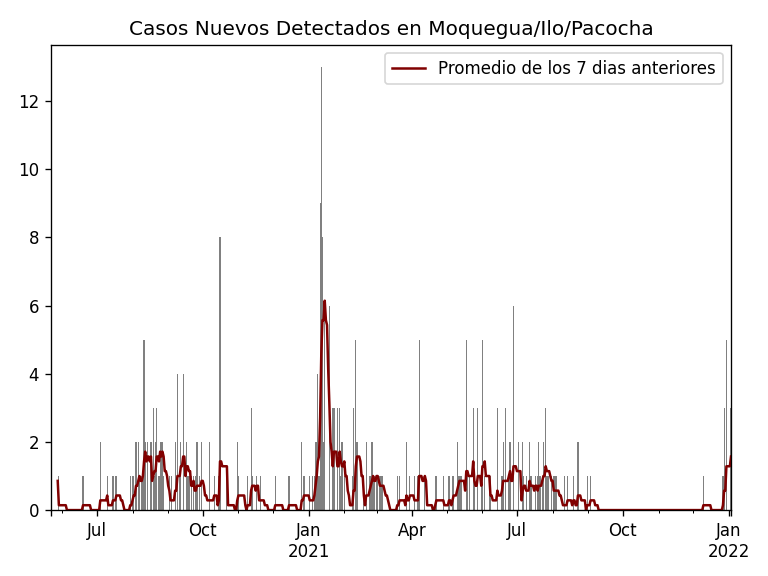 Casos Nuevos Detectados en Moquegua/Ilo/Pacocha
Promedio de los 7 dias anteriores
12
10
8
6
4
2
0
Jul Oct Jan Apr Jul Oct Jan
2021 2022